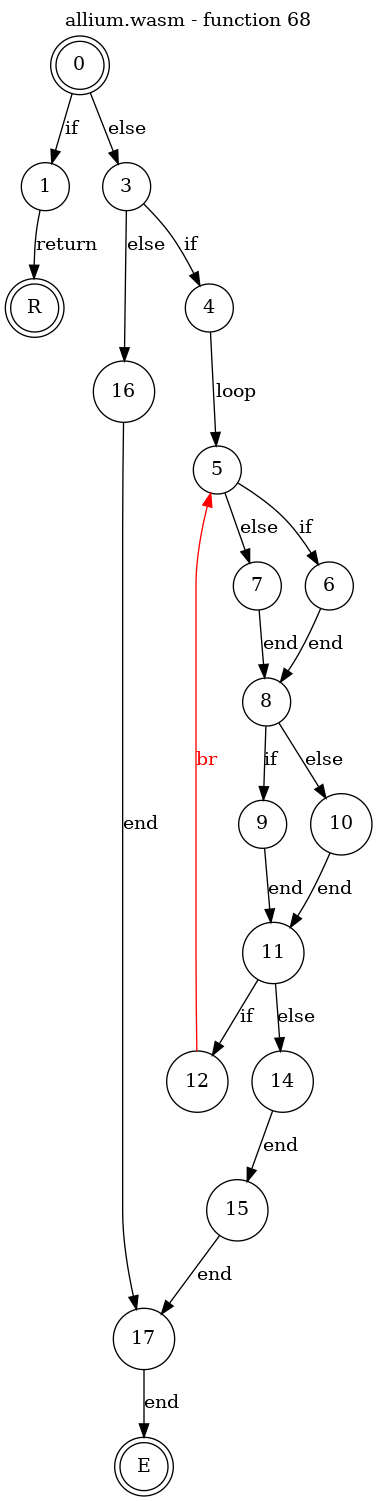 allium.wasm - function 68
0
if
else
1
3
return
else
if
R
4
16
loop
5
else
if
7
6
end
end
8
if
else
br
9
10
end
end
end
11
if
else
12
14
end
15
end
17
end
E